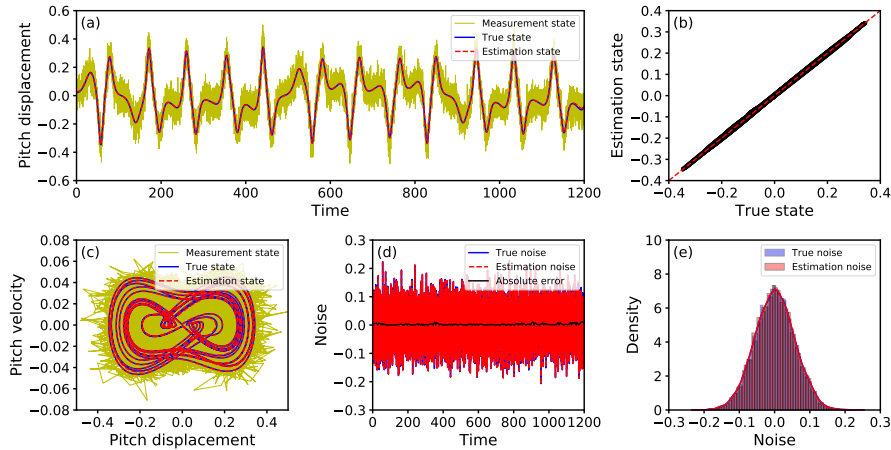 (a)
Measurement state
True state
Estimation state
Pitch displacement
0.6
0.4
0.2
0.0
−0.2
−0.4
−0.6
0
200
400
600
800
1000
1200
Time
(b)
Estimation state
0.4
0.3
0.2
0.1
0.0
−0.1
−0.2
−0.3
−0.4
−0.4
−0.2
0.0
0.2
0.4
True state
(c)
Measurement state
True state
Estimation state
Pitch velocity
0.08
0.06
0.04
0.02
0.00
−0.02
−0.04
−0.06
−0.08
−0.4
−0.2
0.0
0.2
0.4
Pitch displacement
(d)
True noise
Estimation noise
Absolute error
Noise
0.3
0.2
0.1
0.0
−0.1
−0.2
−0.3
0
200
400
600
800
1000
1200
Time
(e)
True noise
Estimation noise
Density
10
8
6
4
2
0
−0.3
−0.2
−0.1
0.0
0.1
0.2
0.3
Noise